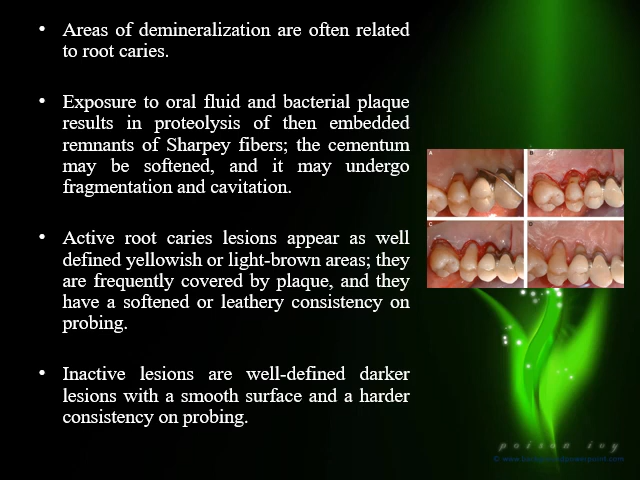 • Areas of demineralization are often related
to root caries.
• Exposure to oral fluid and bacterial plaque
results in proteolysis of then embedded
remnants of Sharpey fibers; the cementum
may be softened, and it may undergo
fragmentation and cavitation.
• Active root caries lesions appear as well
defined yellowish or light-brown areas; they
are frequently covered by plaque, and they
have a softened or leathery consistency on
probing.
• Inactive lesions are well-defined darker
lesions with a smooth surface and a harder
consistency on probing.
A
B
C
D
poison ivy